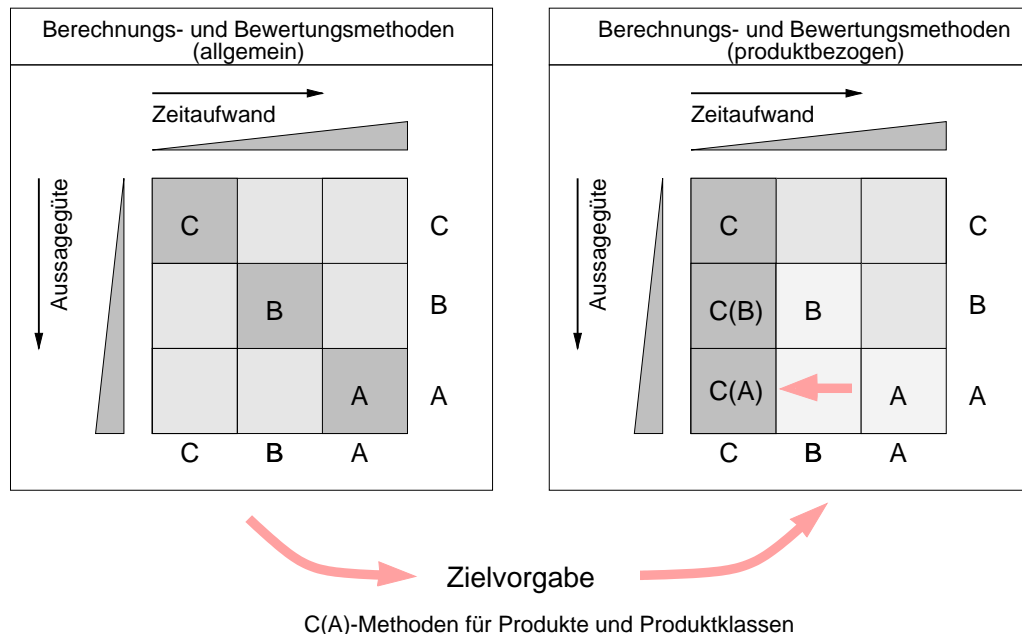 Berechnungs- und Bewertungsmethoden
(allgemein)
Zeitaufwand
Aussagegüte
C
C
B
B
A
A
C
B
A
Berechnungs- und Bewertungsmethoden
(produktbezogen)
Zeitaufwand
Aussagegüte
C
C
C(B)
B
B
C(A)
A
A
C
B
A
Zielvorgabe
C(A)-Methoden für Produkte und Produktklassen